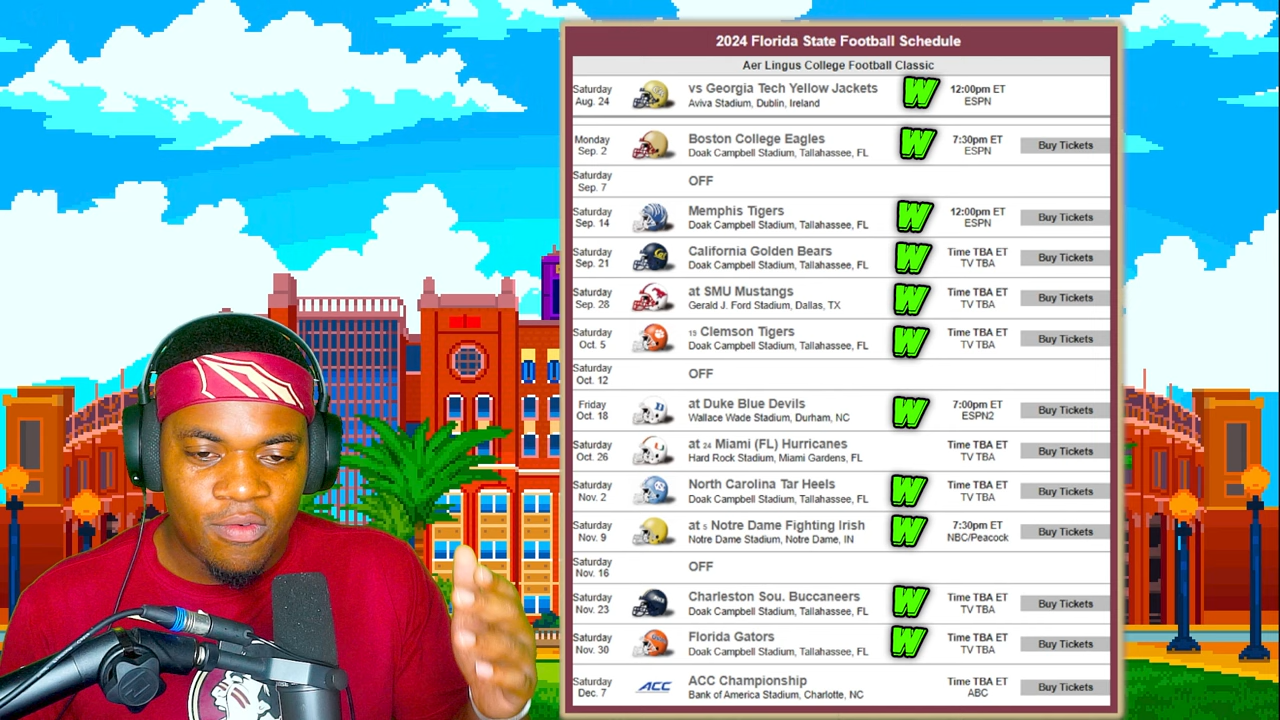 2024 Florida State Football Schedule
Aer Lingus College Football Classic
Saturday Aug. 24 vs Georgia Tech Yellow Jackets W 12:00pm ET
Aviva Stadium, Dublin, Ireland ESPN
Monday Sep. 2 Boston College Eagles W 7:30pm ET Buy Tickets
Doak Campbell Stadium, Tallahassee, FL ESPN
Saturday Sep. 7 OFF
Saturday Sep. 14 Memphis Tigers W 12:00pm ET Buy Tickets
Doak Campbell Stadium, Tallahassee, FL ESPN
Saturday Sep. 21 California Golden Bears W Time TBA ET Buy Tickets
Doak Campbell Stadium, Tallahassee, FL TV TBA
Saturday Sep. 28 at SMU Mustangs W Time TBA ET Buy Tickets
Gerald J. Ford Stadium, Dallas, TX TV TBA
Saturday Oct. 5 Clemson Tigers W Time TBA ET Buy Tickets
Doak Campbell Stadium, Tallahassee, FL TV TBA
Saturday Oct. 12 OFF
Friday Oct. 18 at Duke Blue Devils W 7:00pm ET Buy Tickets
Wallace Wade Stadium, Durham, NC ESPN2
Saturday Oct. 26 at 24 Miami (FL) Hurricanes Time TBA ET Buy Tickets
Hard Rock Stadium, Miami Gardens, FL TV TBA
Saturday Nov. 2 North Carolina Tar Heels W Time TBA ET Buy Tickets
Doak Campbell Stadium, Tallahassee, FL TV TBA
Saturday Nov. 9 at 5 Notre Dame Fighting Irish W 7:30pm ET Buy Tickets
Notre Dame Stadium, Notre Dame, IN NBC/Peacock
Saturday Nov. 16 OFF
Saturday Nov. 23 Charleston Sou. Buccaneers W Time TBA ET Buy Tickets
Doak Campbell Stadium, Tallahassee, FL TV TBA
Saturday Nov. 30 Florida Gators W Time TBA ET Buy Tickets
Doak Campbell Stadium, Tallahassee, FL TV TBA
Saturday Dec. 7 ACC ACC Championship Time TBA ET Buy Tickets
Bank of America Stadium, Charlotte, NC ABC